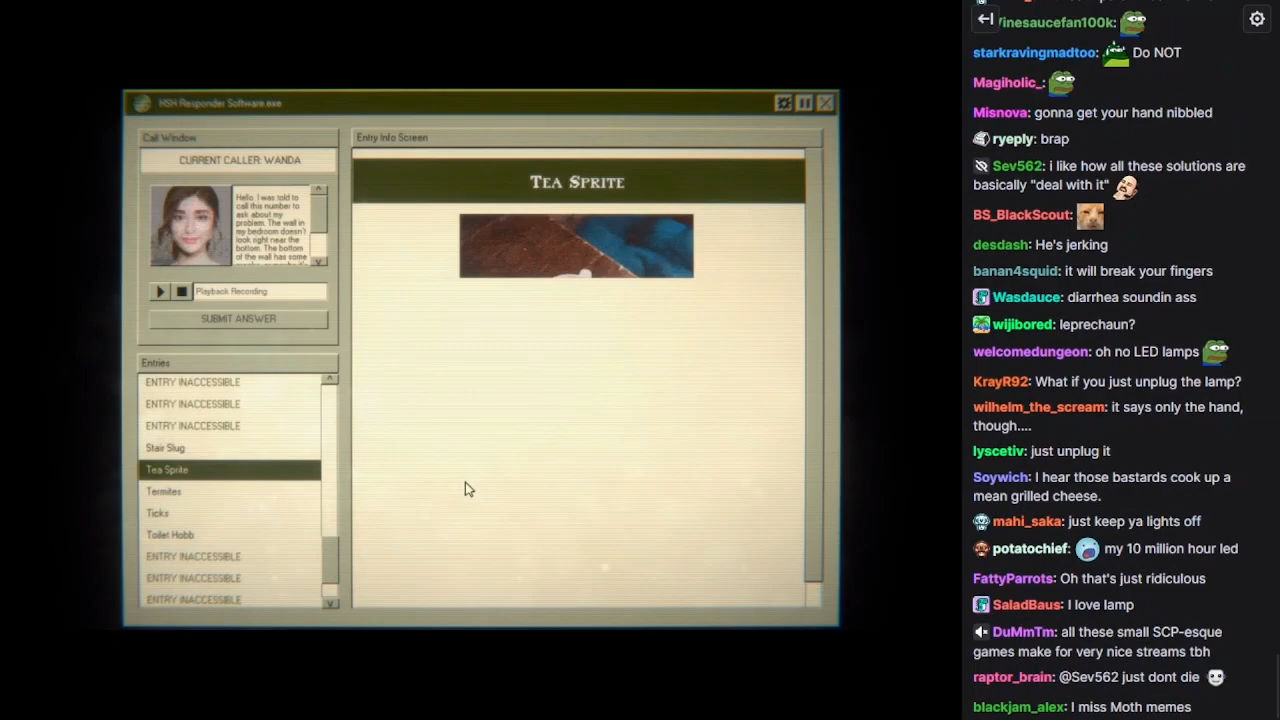 HSH Responder Software.exe
Call Window
CURRENT CALLER: WANDA
Hello. I was told to
call this number to
ask about my
problem. The wall in
my bedroom doesn't
look right near the
bottom. The bottom
of the wall has some
Playback Recording
SUBMIT ANSWER
Entries
ENTRY INACCESSIBLE
ENTRY INACCESSIBLE
ENTRY INACCESSIBLE
Stair Slug
Tea Sprite
Termites
Ticks
Toilet Hobb
ENTRY INACCESSIBLE
ENTRY INACCESSIBLE
ENTRY INACCESSIBLE
Entry Info Screen
Tea Sprite
Vinesaucefan100k:
starkravingmadtoo: Do NOT
Magiholic_:
Misnova: gonna get your hand nibbled
ryeply: brap
Sev562: i like how all these solutions are
basically "deal with it"
BS_BlackScout:
desdash: He's jerking
banan4squid: it will break your fingers
Wasdauce: diarrhea soundin ass
wijibored: leprechaun?
welcomedungeon: oh no LED lamps
KrayR92: What if you just unplug the lamp?
wilhelm_the_scream: it says only the hand,
though....
lyscetiv: just unplug it
Soywich: I hear those bastards cook up a
mean grilled cheese.
mahi_saka: just keep ya lights off
potatochief: my 10 million hour led
FattyParrots: Oh that's just ridiculous
SaladBaus: I love lamp
DuMmTm: all these small SCP-esque
games make for very nice streams tbh
raptor_brain: @Sev562 just dont die
blackjam_alex: I miss Moth memes